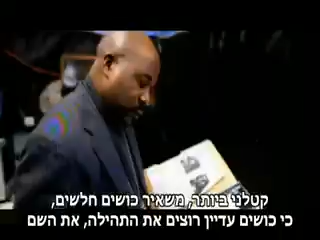 קטלני ביותר, משאיר כושים חלשים,
כי כושים עדיין רוצים את התהילה, את השם